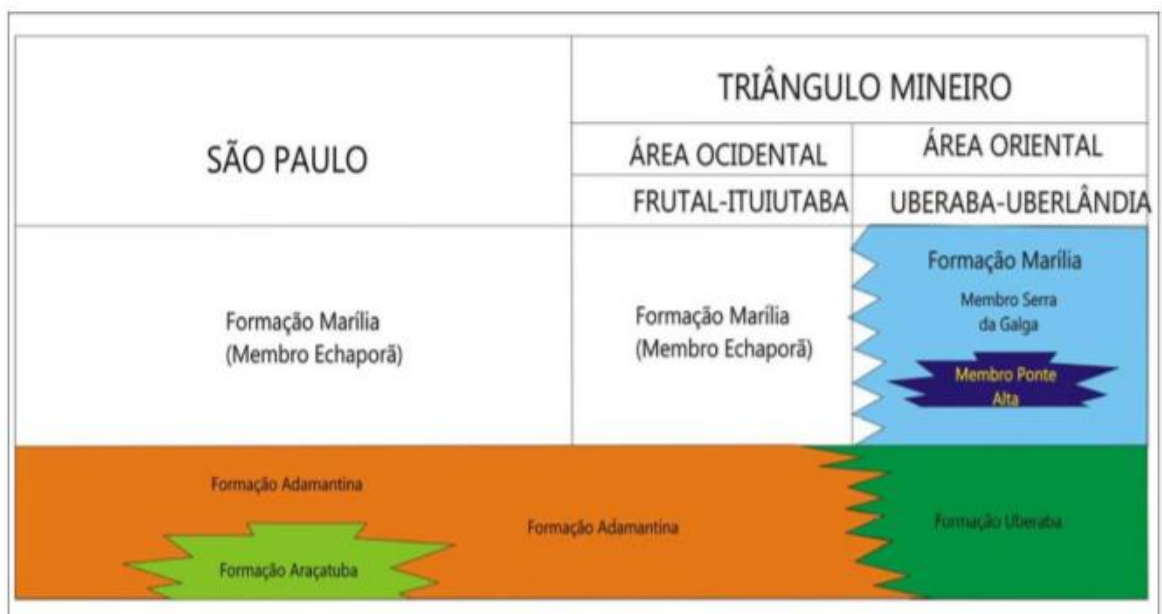 SÃO PAULO
TRIÂNGULO MINEIRO
ÁREA OCIDENTAL
ÁREA ORIENTAL
FRUTAL-ITUIUTABA
UBERABA-UBERLÂNDIA
Formação Marília
(Membro Echaporã)
Formação Marília
(Membro Echaporã)
Formação Marília
Membro Serra
da Galga
Membro Ponte
Alta
Formação Adamantina
Formação Araçatuba
Formação Adamantina
Formação Uberaba